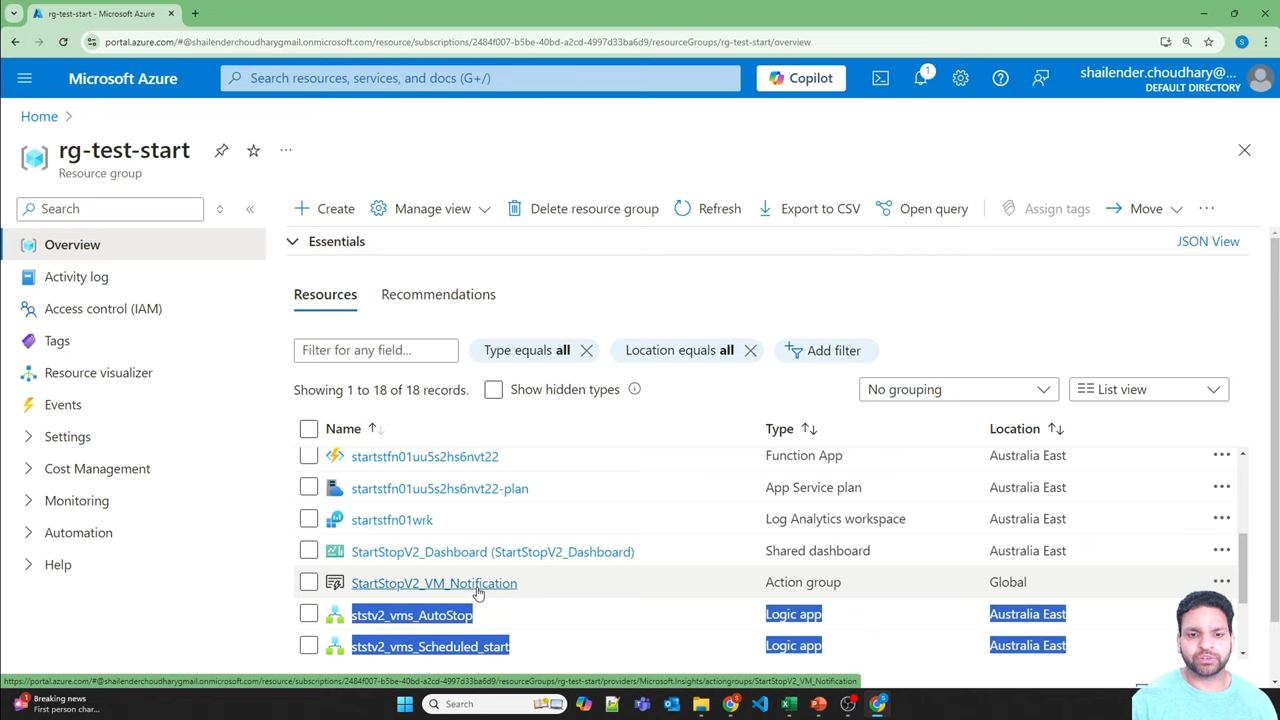 rg-test-start - Microsoft Azure
portal.azure.com/#@shailenderchoudharygmail.onmicrosoft.com/resource/subscriptions/2484f007-b5be-40bd-a2cd-4997d33ba6d9/resourceGroups/rg-test-start/overview
Microsoft Azure
Search resources, services, and docs (G+/)
Copilot
1
shailender.choudhary@...
DEFAULT DIRECTORY
Home
rg-test-start
Resource group
Search
Create
Manage view
Delete resource group
Refresh
Export to CSV
Open query
Assign tags
Move
Overview
Essentials
JSON View
Activity log
Resources
Recommendations
Access control (IAM)
Tags
Filter for any field...
Type equals all
Location equals all
Add filter
Resource visualizer
Showing 1 to 18 of 18 records.
Show hidden types
No grouping
List view
Events
Settings
Name
Type
Location
Cost Management
startstfn01uu5s2hs6nvt22
Function App
Australia East
Monitoring
startstfn01uu5s2hs6nvt22-plan
App Service plan
Australia East
Automation
startstfn01wrk
Log Analytics workspace
Australia East
Help
StartStopV2_Dashboard (StartStopV2_Dashboard)
Shared dashboard
Australia East
StartStopV2_VM_Notification
Action group
Global
ststv2_vms_AutoStop
Logic app
Australia East
ststv2_vms_Scheduled_start
Logic app
Australia East
https://portal.azure.com/#@shailenderchoudharygmail.onmicrosoft.com/resource/subscriptions/2484f007-b5be-40bd-a2cd-4997d33ba6d9/resourceGroups/rg-test-start/providers/Microsoft.Insights/actiongroups/StartStopV2_VM_Notification
1
Breaking news
First person char...
Search